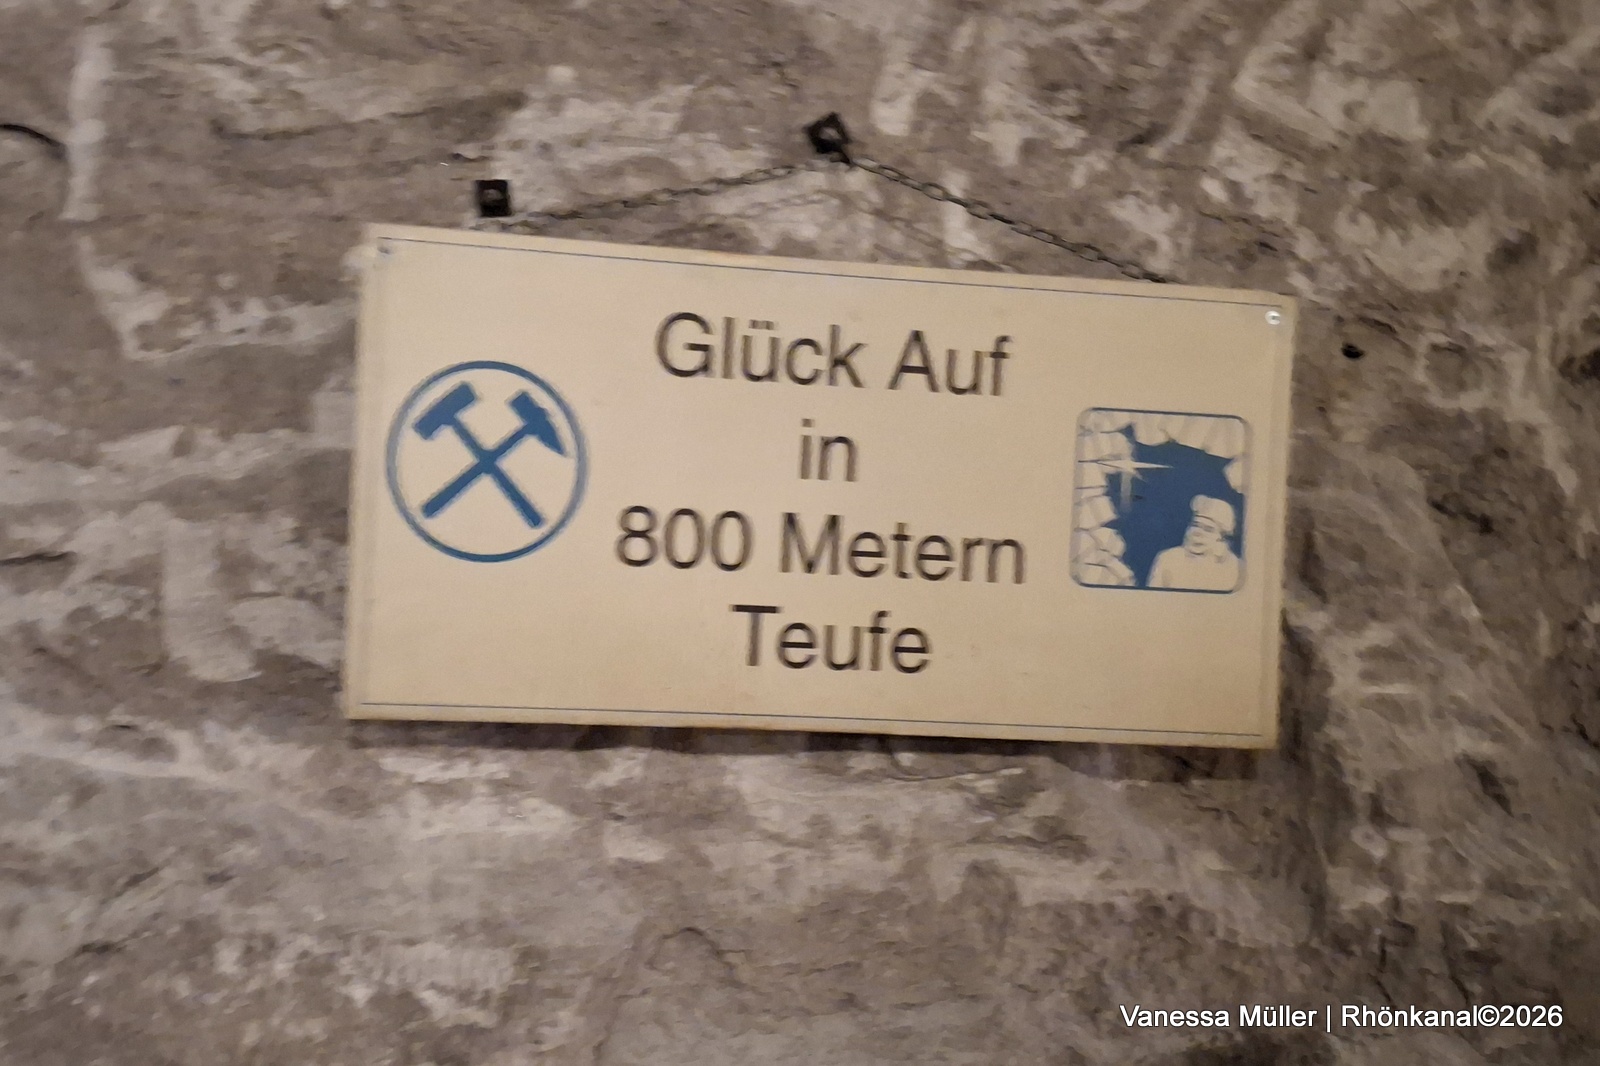 Glück Auf
in
800 Metern
Teufe
Vanessa Müller | Rhönkanal©2026